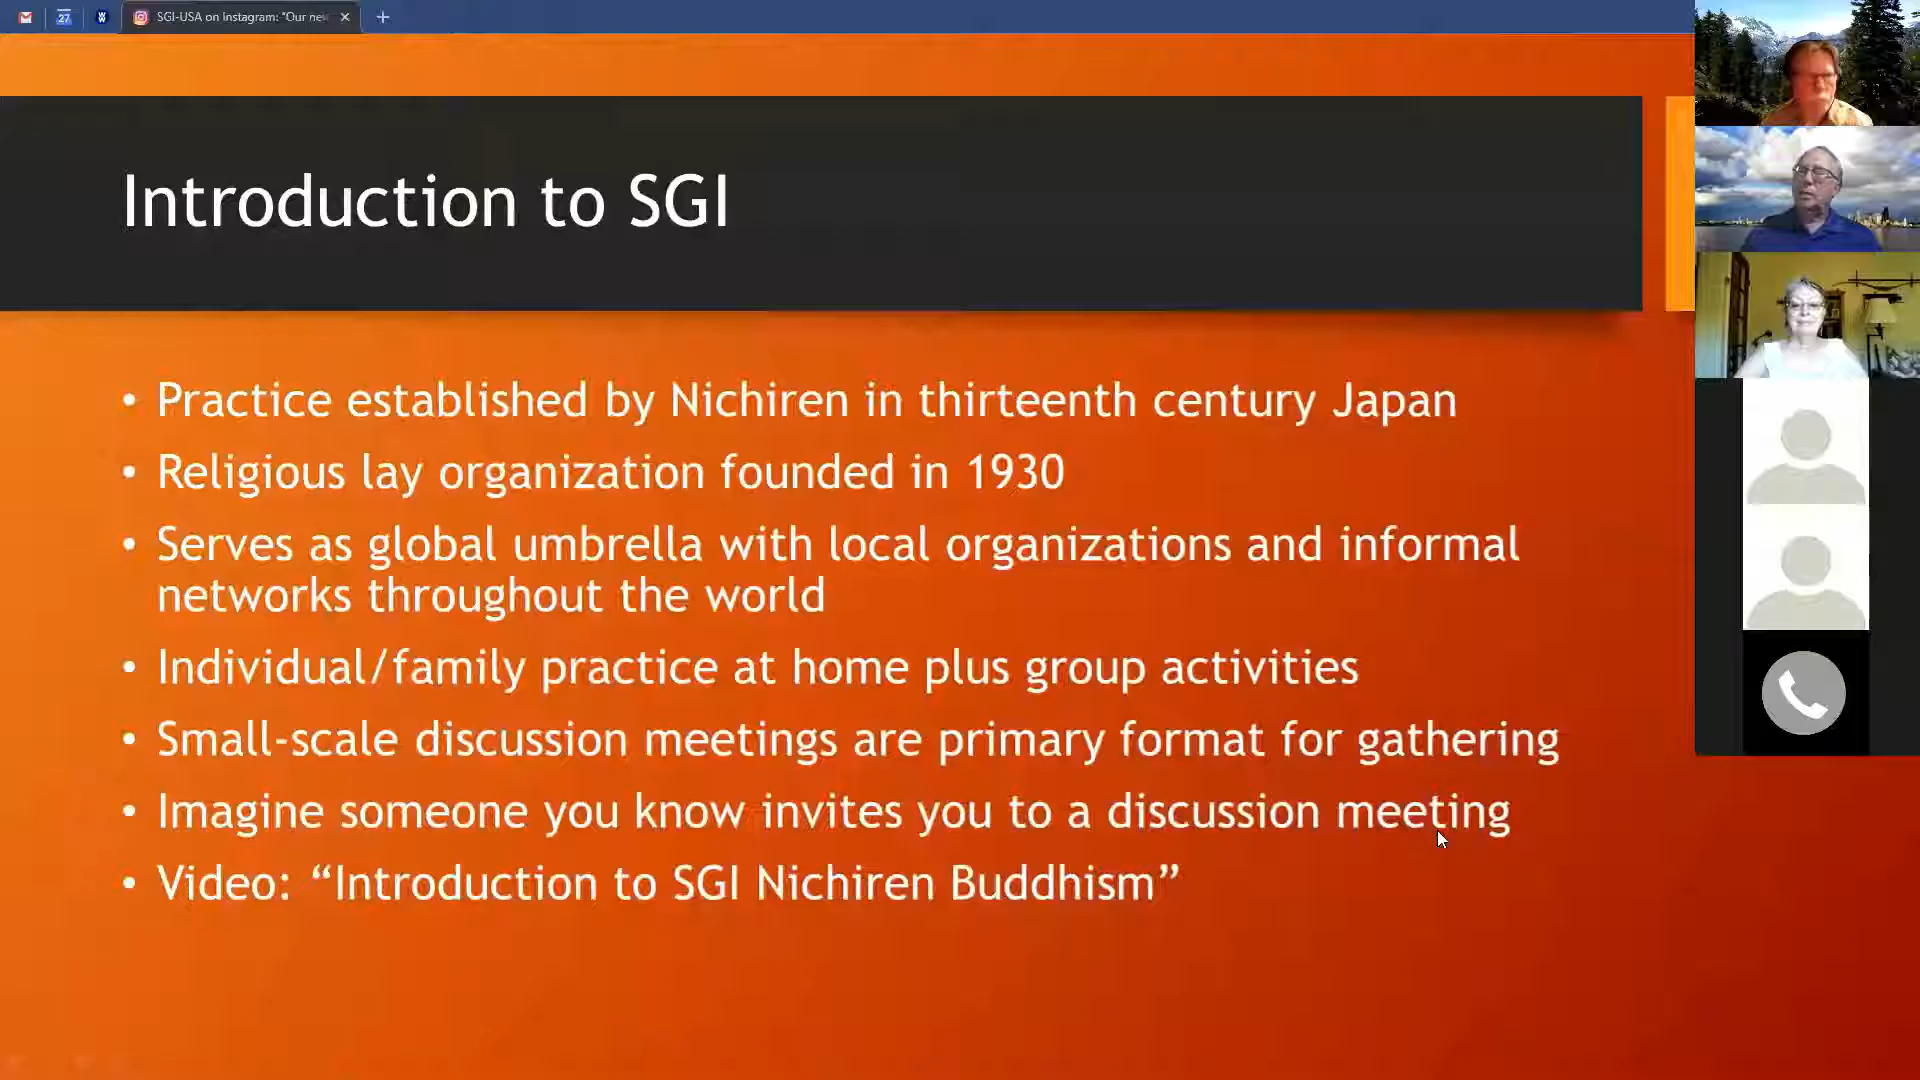 27
W
SGI-USA on Instagram: "Our ne
Introduction to SGI
• Practice established by Nichiren in thirteenth century Japan
• Religious lay organization founded in 1930
• Serves as global umbrella with local organizations and informal
networks throughout the world
• Individual/family practice at home plus group activities
• Small-scale discussion meetings are primary format for gathering
• Imagine someone you know invites you to a discussion meeting
• Video: “Introduction to SGI Nichiren Buddhism”